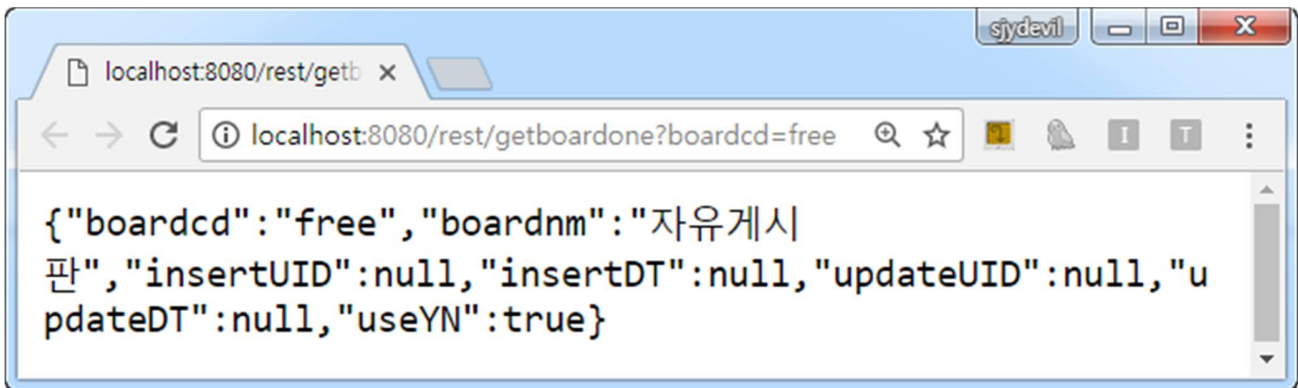 sjydevil
localhost:8080/rest/getb
localhost:8080/rest/getboardone?boardcd=free
I T
{"boardcd":"free","boardnm":"자유게시
판","insertUID":null,"insertDT":null,"updateUID":null,"u
pdateDT":null,"useYN":true}